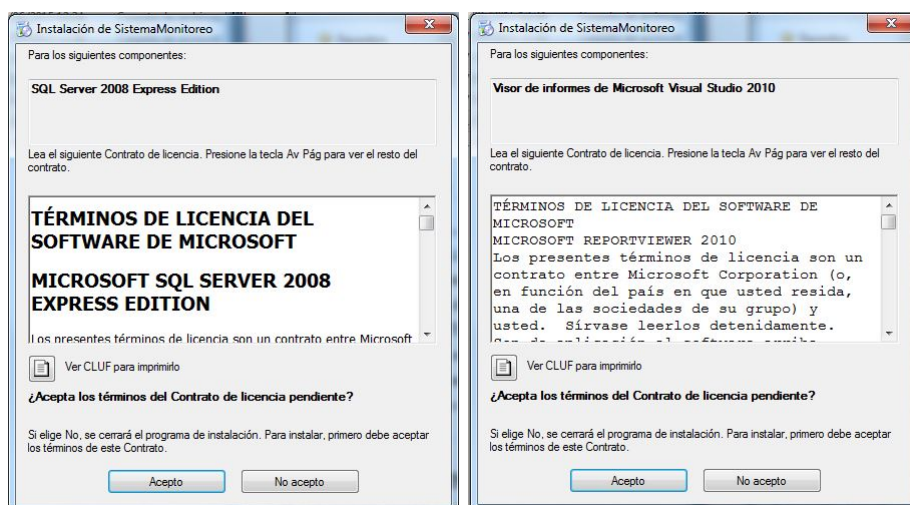 Instalación de SistemaMonitoreo
Para los siguientes componentes:
SQL Server 2008 Express Edition
Lea el siguiente Contrato de licencia. Presione la tecla Av Pág para ver el resto del
contrato.
TÉRMINOS DE LICENCIA DEL
SOFTWARE DE MICROSOFT
MICROSOFT SQL SERVER 2008
EXPRESS EDITION
Los presentes términos de licencia son un contrato entre Microsoft
Ver CLUF para imprimirlo
¿Acepta los términos del Contrato de licencia pendiente?
Si elige No, se cerrará el programa de instalación. Para instalar, primero debe aceptar
los términos de este Contrato.
Acepto
No acepto
Instalación de SistemaMonitoreo
Para los siguientes componentes:
Visor de informes de Microsoft Visual Studio 2010
Lea el siguiente Contrato de licencia. Presione la tecla Av Pág para ver el resto del
contrato.
TÉRMINOS DE LICENCIA DEL SOFTWARE DE
MICROSOFT
MICROSOFT REPORTVIEWER 2010
Los presentes términos de licencia son un
contrato entre Microsoft Corporation (o,
en función del país en que usted resida,
una de las sociedades de su grupo) y
usted.  Sírvase leerlos detenidamente.
Ver CLUF para imprimirlo
¿Acepta los términos del Contrato de licencia pendiente?
Si elige No, se cerrará el programa de instalación. Para instalar, primero debe aceptar
los términos de este Contrato.
Acepto
No acepto